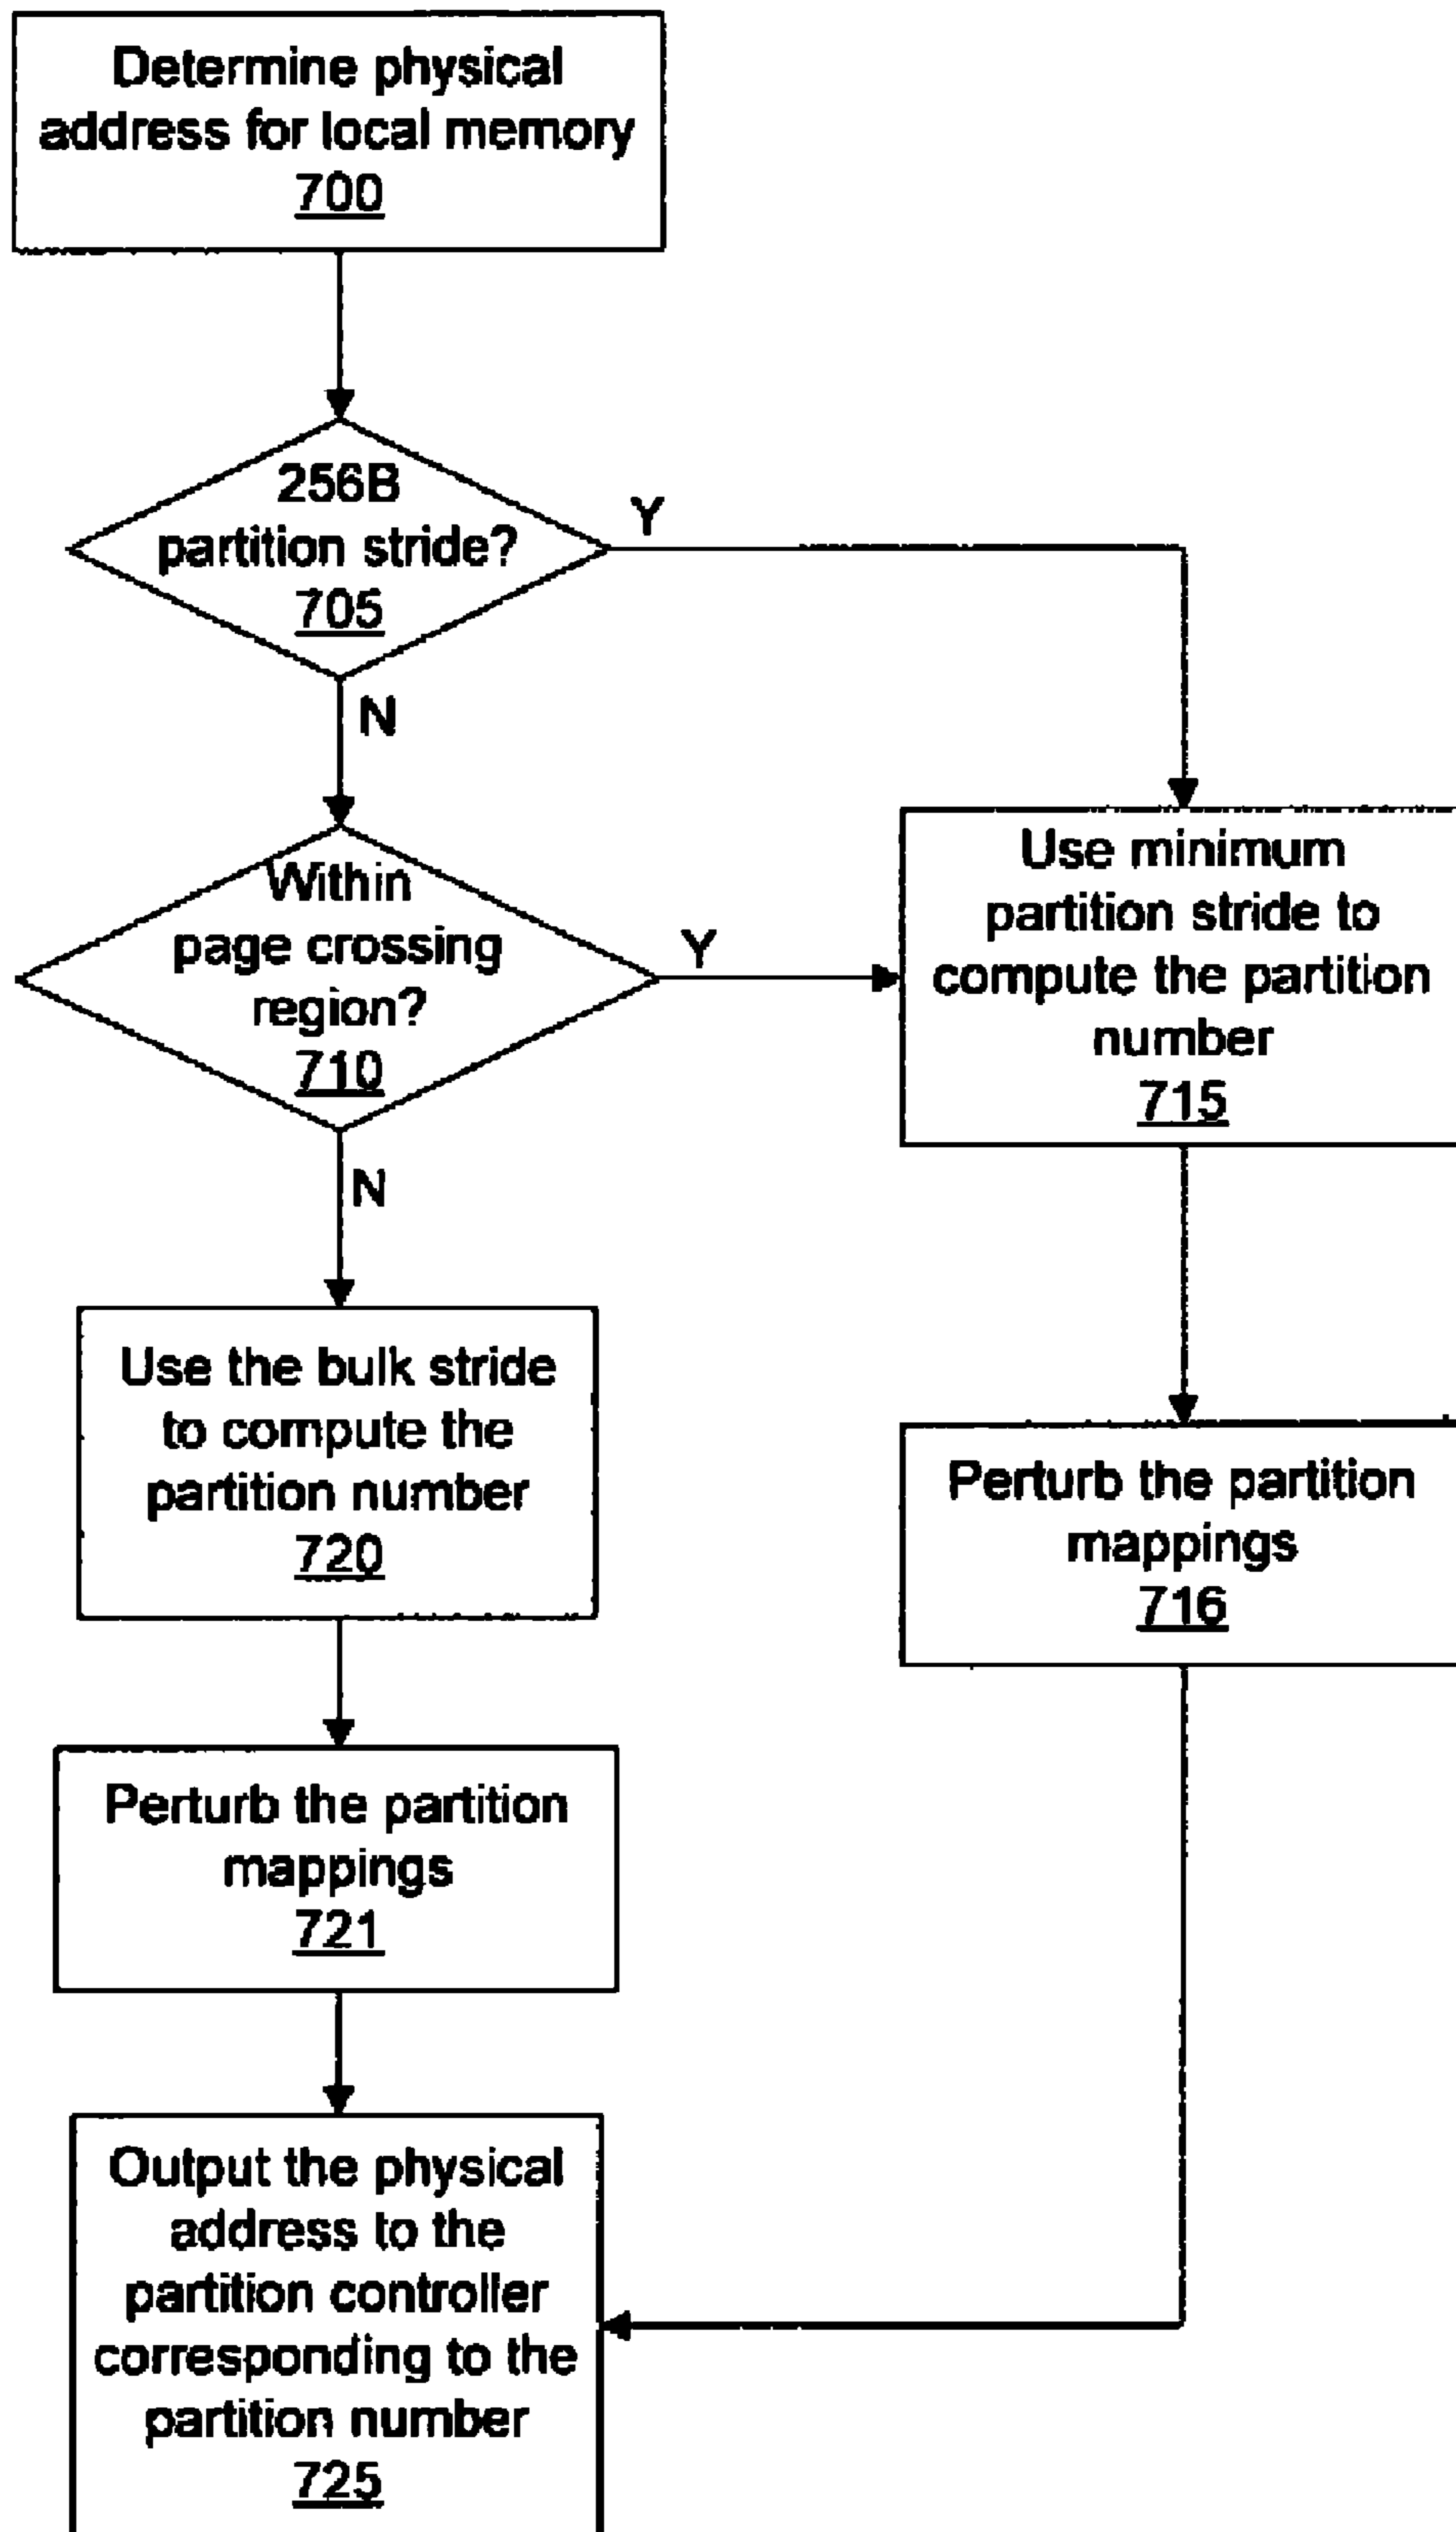 Determine physical
address for local memory
700
256B
partition stride?
705
Y
N
Within
page crossing
region?
710
Y
N
Use minimum
partition stride to
compute the partition
number
715
Use the bulk stride
to compute the
partition number
720
Perturb the partition
mappings
716
Perturb the partition
mappings
721
Output the physical
address to the
partition controller
corresponding to the
partition number
725